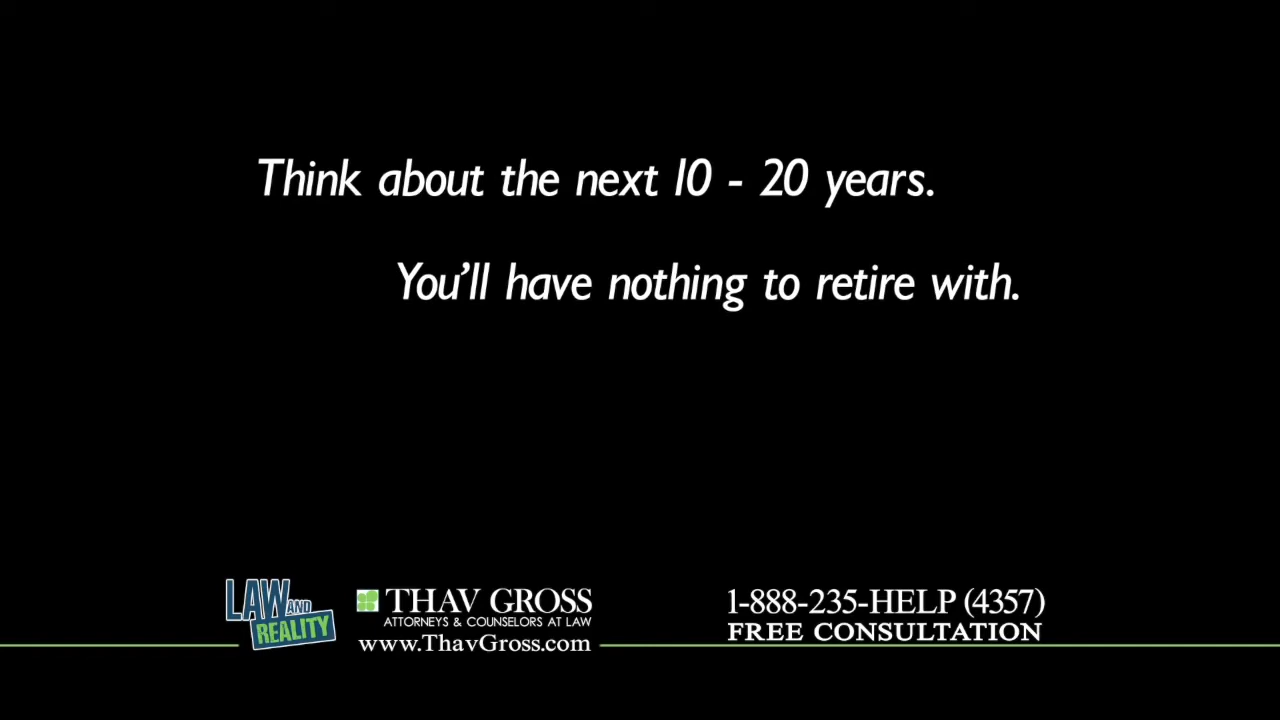 Think about the next 10 - 20 years.
You'll have nothing to retire with.
LAW AND REALITY
THAV GROSS
ATTORNEYS & COUNSELORS AT LAW
www.ThavGross.com
1-888-235-HELP (4357)
FREE CONSULTATION